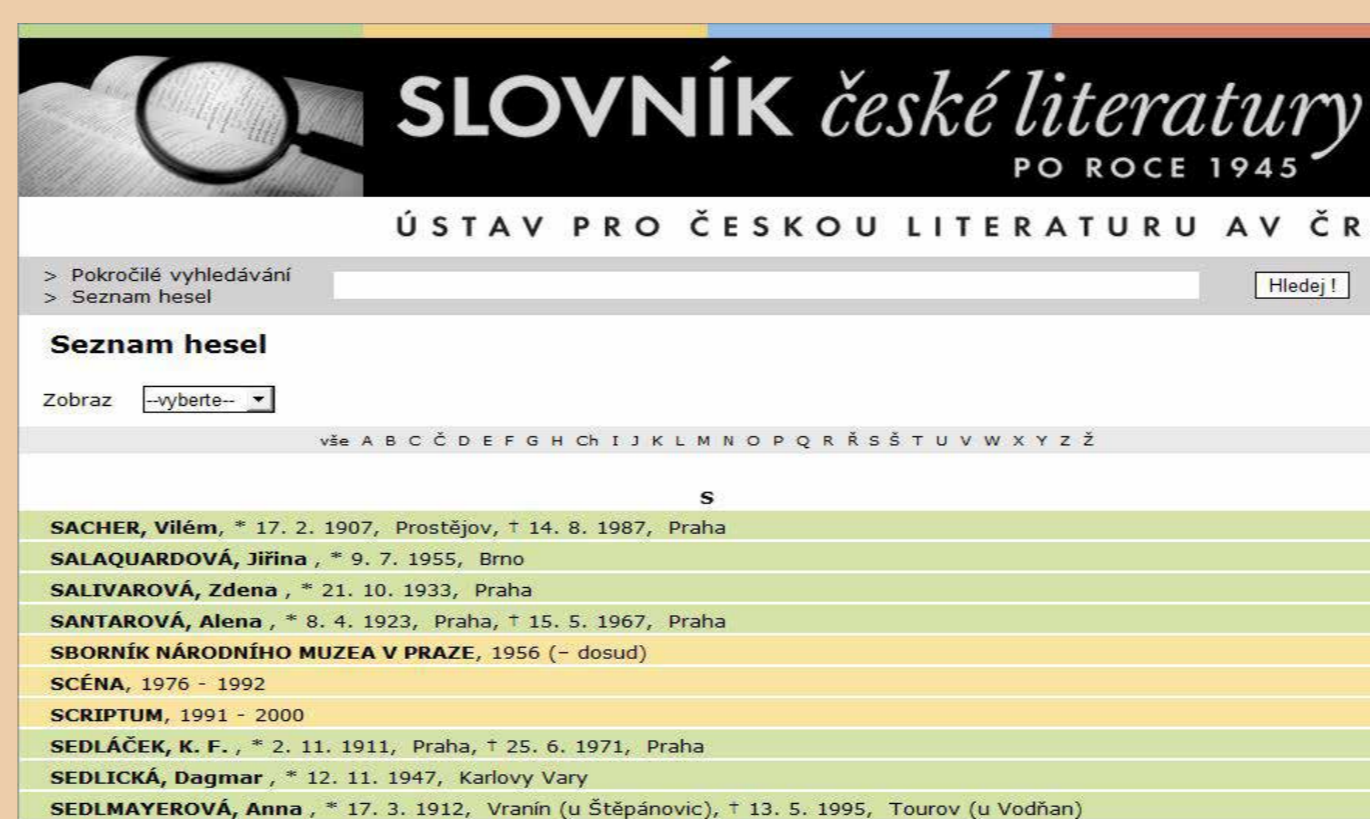 SLOVNÍK české literatury
PO ROCE 1945
ÚSTAV PRO ČESKOU LITERATURU AV ČR
> Pokročilé vyhledávání
> Seznam hesel
Hledej !
Seznam hesel
Zobraz --vyberte--
vše A B C Č D E F G H Ch I J K L M N O P Q R Ř S Š T U V W X Y Z Ž
S
SACHER, Vilém, * 17. 2. 1907, Prostějov, † 14. 8. 1987, Praha
SALAQUARDOVÁ, Jiřina , * 9. 7. 1955, Brno
SALIVAROVÁ, Zdena , * 21. 10. 1933, Praha
SANTAROVÁ, Alena , * 8. 4. 1923, Praha, † 15. 5. 1967, Praha
SBORNÍK NÁRODNÍHO MUZEA V PRAZE, 1956 (– dosud)
SCÉNA, 1976 - 1992
SCRIPTUM, 1991 - 2000
SEDLÁČEK, K. F. , * 2. 11. 1911, Praha, † 25. 6. 1971, Praha
SEDLICKÁ, Dagmar , * 12. 11. 1947, Karlovy Vary
SEDLMAYEROVÁ, Anna , * 17. 3. 1912, Vranín (u Štěpánovic), † 13. 5. 1995, Tourov (u Vodňan)